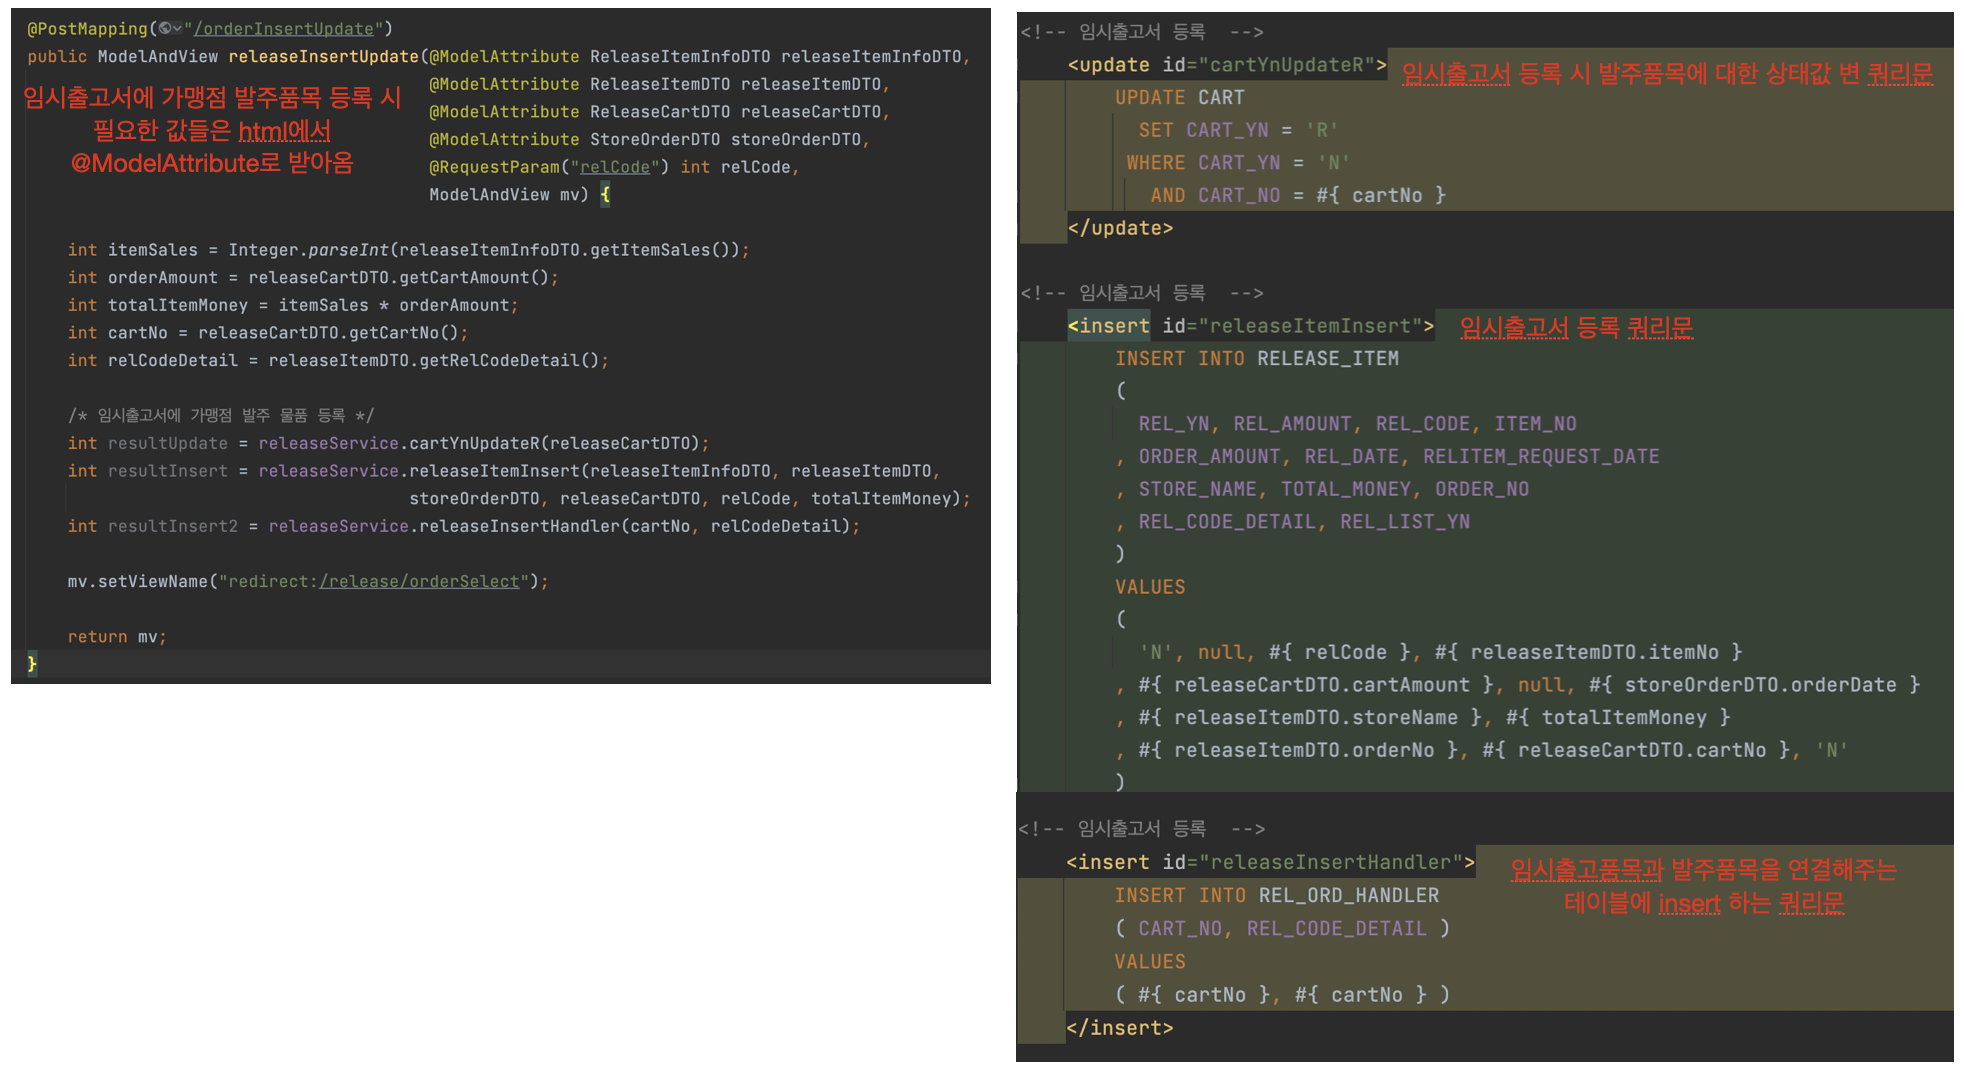 @PostMapping("/orderInsertUpdate")
public ModelAndView releaseInsertUpdate(@ModelAttribute ReleaseItemInfoDTO releaseItemInfoDTO,
@ModelAttribute ReleaseItemDTO releaseItemDTO,
@ModelAttribute ReleaseCartDTO releaseCartDTO,
@ModelAttribute StoreOrderDTO storeOrderDTO,
@RequestParam("relCode") int relCode,
ModelAndView mv) {
임시출고서에 가맹점 발주품목 등록 시
필요한 값들은 html에서
@ModelAttribute로 받아옴
int itemSales = Integer.parseInt(releaseItemInfoDTO.getItemSales());
int orderAmount = releaseCartDTO.getCartAmount();
int totalItemMoney = itemSales * orderAmount;
int cartNo = releaseCartDTO.getCartNo();
int relCodeDetail = releaseItemDTO.getRelCodeDetail();
/* 임시출고서에 가맹점 발주 물품 등록 */
int resultUpdate = releaseService.cartYnUpdateR(releaseCartDTO);
int resultInsert = releaseService.releaseItemInsert(releaseItemInfoDTO, releaseItemDTO,
storeOrderDTO, releaseCartDTO, relCode, totalItemMoney);
int resultInsert2 = releaseService.releaseInsertHandler(cartNo, relCodeDetail);
mv.setViewName("redirect:/release/orderSelect");
return mv;
}
<!-- 임시출고서 등록 -->
<update id="cartYnUpdateR">
임시출고서 등록 시 발주품목에 대한 상태값 변 쿼리문
UPDATE CART
SET CART_YN = 'R'
WHERE CART_YN = 'N'
AND CART_NO = #{ cartNo }
</update>
<!-- 임시출고서 등록 -->
<insert id="releaseItemInsert">
임시출고서 등록 쿼리문
INSERT INTO RELEASE_ITEM
(
REL_YN, REL_AMOUNT, REL_CODE, ITEM_NO
, ORDER_AMOUNT, REL_DATE, RELITEM_REQUEST_DATE
, STORE_NAME, TOTAL_MONEY, ORDER_NO
, REL_CODE_DETAIL, REL_LIST_YN
)
VALUES
(
'N', null, #{ relCode }, #{ releaseItemDTO.itemNo }
, #{ releaseCartDTO.cartAmount }, null, #{ storeOrderDTO.orderDate }
, #{ releaseItemDTO.storeName }, #{ totalItemMoney }
, #{ releaseItemDTO.orderNo }, #{ releaseCartDTO.cartNo }, 'N'
)
<!-- 임시출고서 등록 -->
<insert id="releaseInsertHandler">
임시출고품목과 발주품목을 연결해주는
테이블에 insert 하는 쿼리문
INSERT INTO REL_ORD_HANDLER
( CART_NO, REL_CODE_DETAIL )
VALUES
( #{ cartNo }, #{ cartNo } )
</insert>